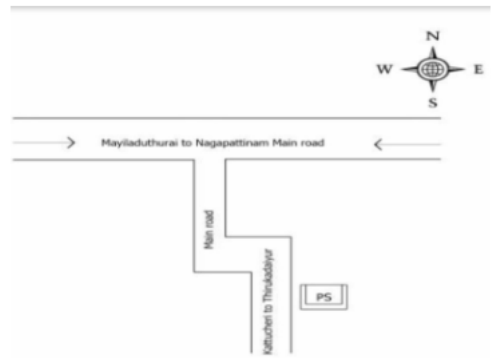 N
W E
S
Mayiladuthurai to Nagapattinam Main road
Main road
Kattucheri to Thirukadaiyur
PS